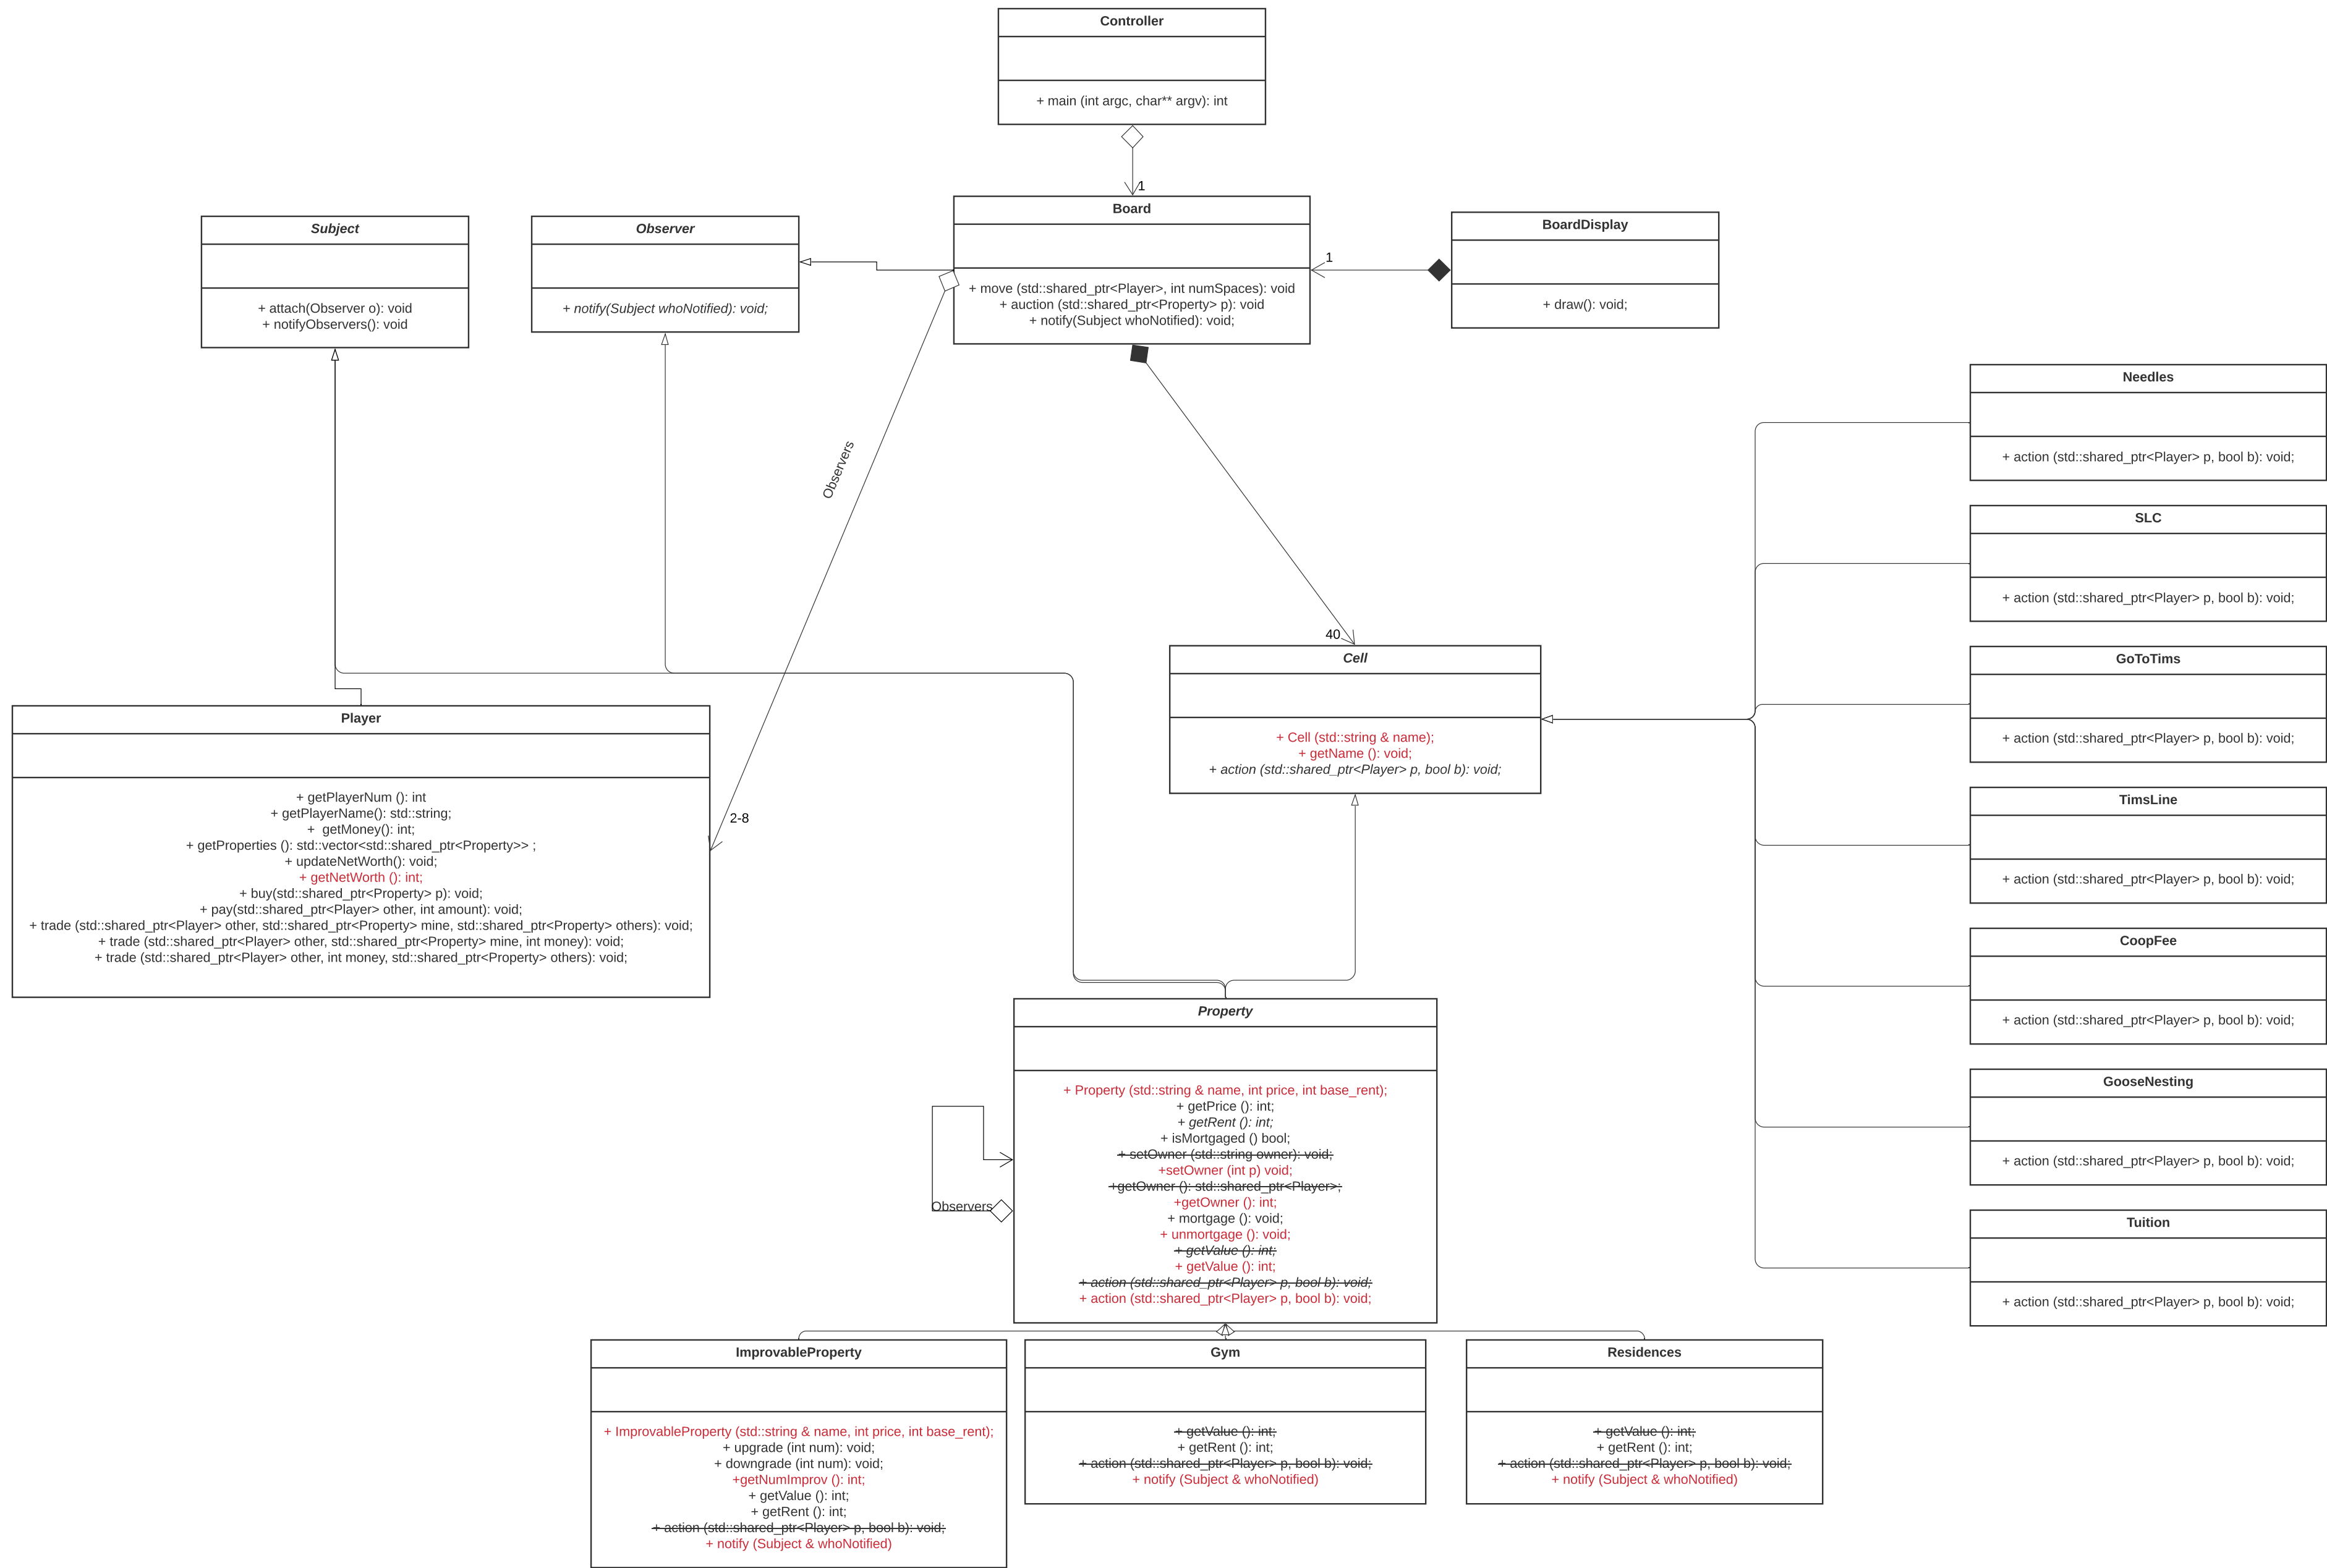 Controller
+ main (int argc, char** argv): int
1
Subject
+ attach(Observer o): void
+ notifyObservers(): void
Observer
+ notify(Subject whoNotified): void;
Board
+ move (std::shared_ptr<Player>, int numSpaces): void
+ auction (std::shared_ptr<Property> p): void
+ notify(Subject whoNotified): void;
1
BoardDisplay
+ draw(): void;
Observers
2-8
40
Player
+ getPlayerNum (): int
+ getPlayerName(): std::string;
+  getMoney(): int;
+ getProperties (): std::vector<std::shared_ptr<Property>> ;
+ updateNetWorth(): void;
+ getNetWorth (): int;
+ buy(std::shared_ptr<Property> p): void;
+ pay(std::shared_ptr<Player> other, int amount): void;
+ trade (std::shared_ptr<Player> other, std::shared_ptr<Property> mine, std::shared_ptr<Property> others): void;
+ trade (std::shared_ptr<Player> other, std::shared_ptr<Property> mine, int money): void;
+ trade (std::shared_ptr<Player> other, int money, std::shared_ptr<Property> others): void;
Cell
+ Cell (std::string & name);
+ getName (): void;
+ action (std::shared_ptr<Player> p, bool b): void;
Needles
+ action (std::shared_ptr<Player> p, bool b): void;
SLC
+ action (std::shared_ptr<Player> p, bool b): void;
GoToTims
+ action (std::shared_ptr<Player> p, bool b): void;
TimsLine
+ action (std::shared_ptr<Player> p, bool b): void;
CoopFee
+ action (std::shared_ptr<Player> p, bool b): void;
GooseNesting
+ action (std::shared_ptr<Player> p, bool b): void;
Tuition
+ action (std::shared_ptr<Player> p, bool b): void;
Property
+ Property (std::string & name, int price, int base_rent);
+ getPrice (): int;
+ getRent (): int;
+ isMortgaged () bool;
+ setOwner (std::string owner): void;
+setOwner (int p) void;
+getOwner (): std::shared_ptr<Player>;
+getOwner (): int;
+ mortgage (): void;
+ unmortgage (): void;
+ getValue (): int;
+ getValue (): int;
+ action (std::shared_ptr<Player> p, bool b): void;
+ action (std::shared_ptr<Player> p, bool b): void;
Observers
ImprovableProperty
+ ImprovableProperty (std::string & name, int price, int base_rent);
+ upgrade (int num): void;
+ downgrade (int num): void;
+getNumImprov (): int;
+ getValue (): int;
+ getRent (): int;
+ action (std::shared_ptr<Player> p, bool b): void;
+ notify (Subject & whoNotified)
Gym
+ getValue (): int;
+ getRent (): int;
+ action (std::shared_ptr<Player> p, bool b): void;
+ notify (Subject & whoNotified)
Residences
+ getValue (): int;
+ getRent (): int;
+ action (std::shared_ptr<Player> p, bool b): void;
+ notify (Subject & whoNotified)